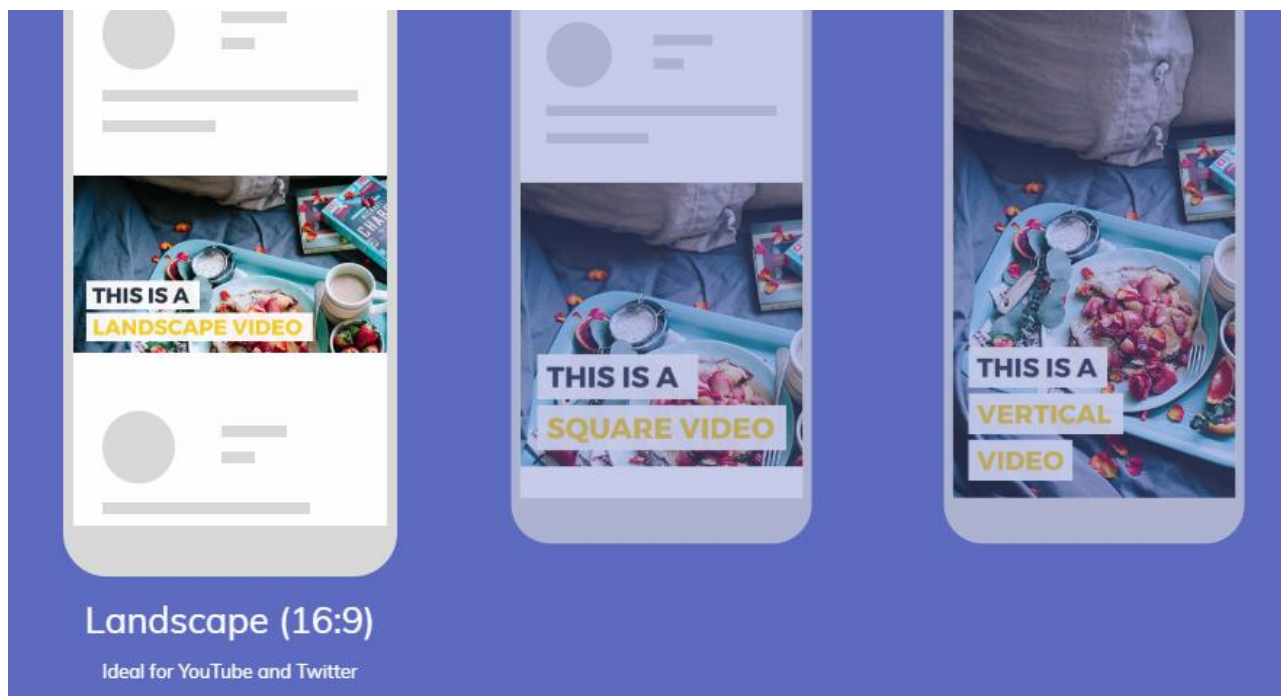 THIS IS A
LANDSCAPE VIDEO
THIS IS A
SQUARE VIDEO
THIS IS A
VERTICAL
VIDEO
Landscape (16:9)
Ideal for YouTube and Twitter